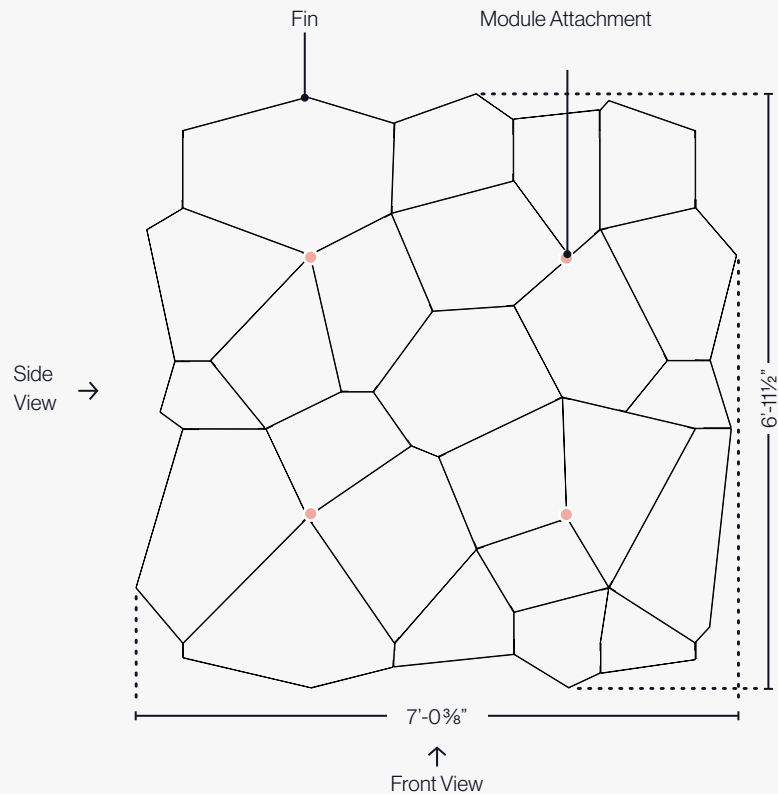 Fin
Module Attachment
Side
View
6’-11½”
7’-0⅜”
Front View